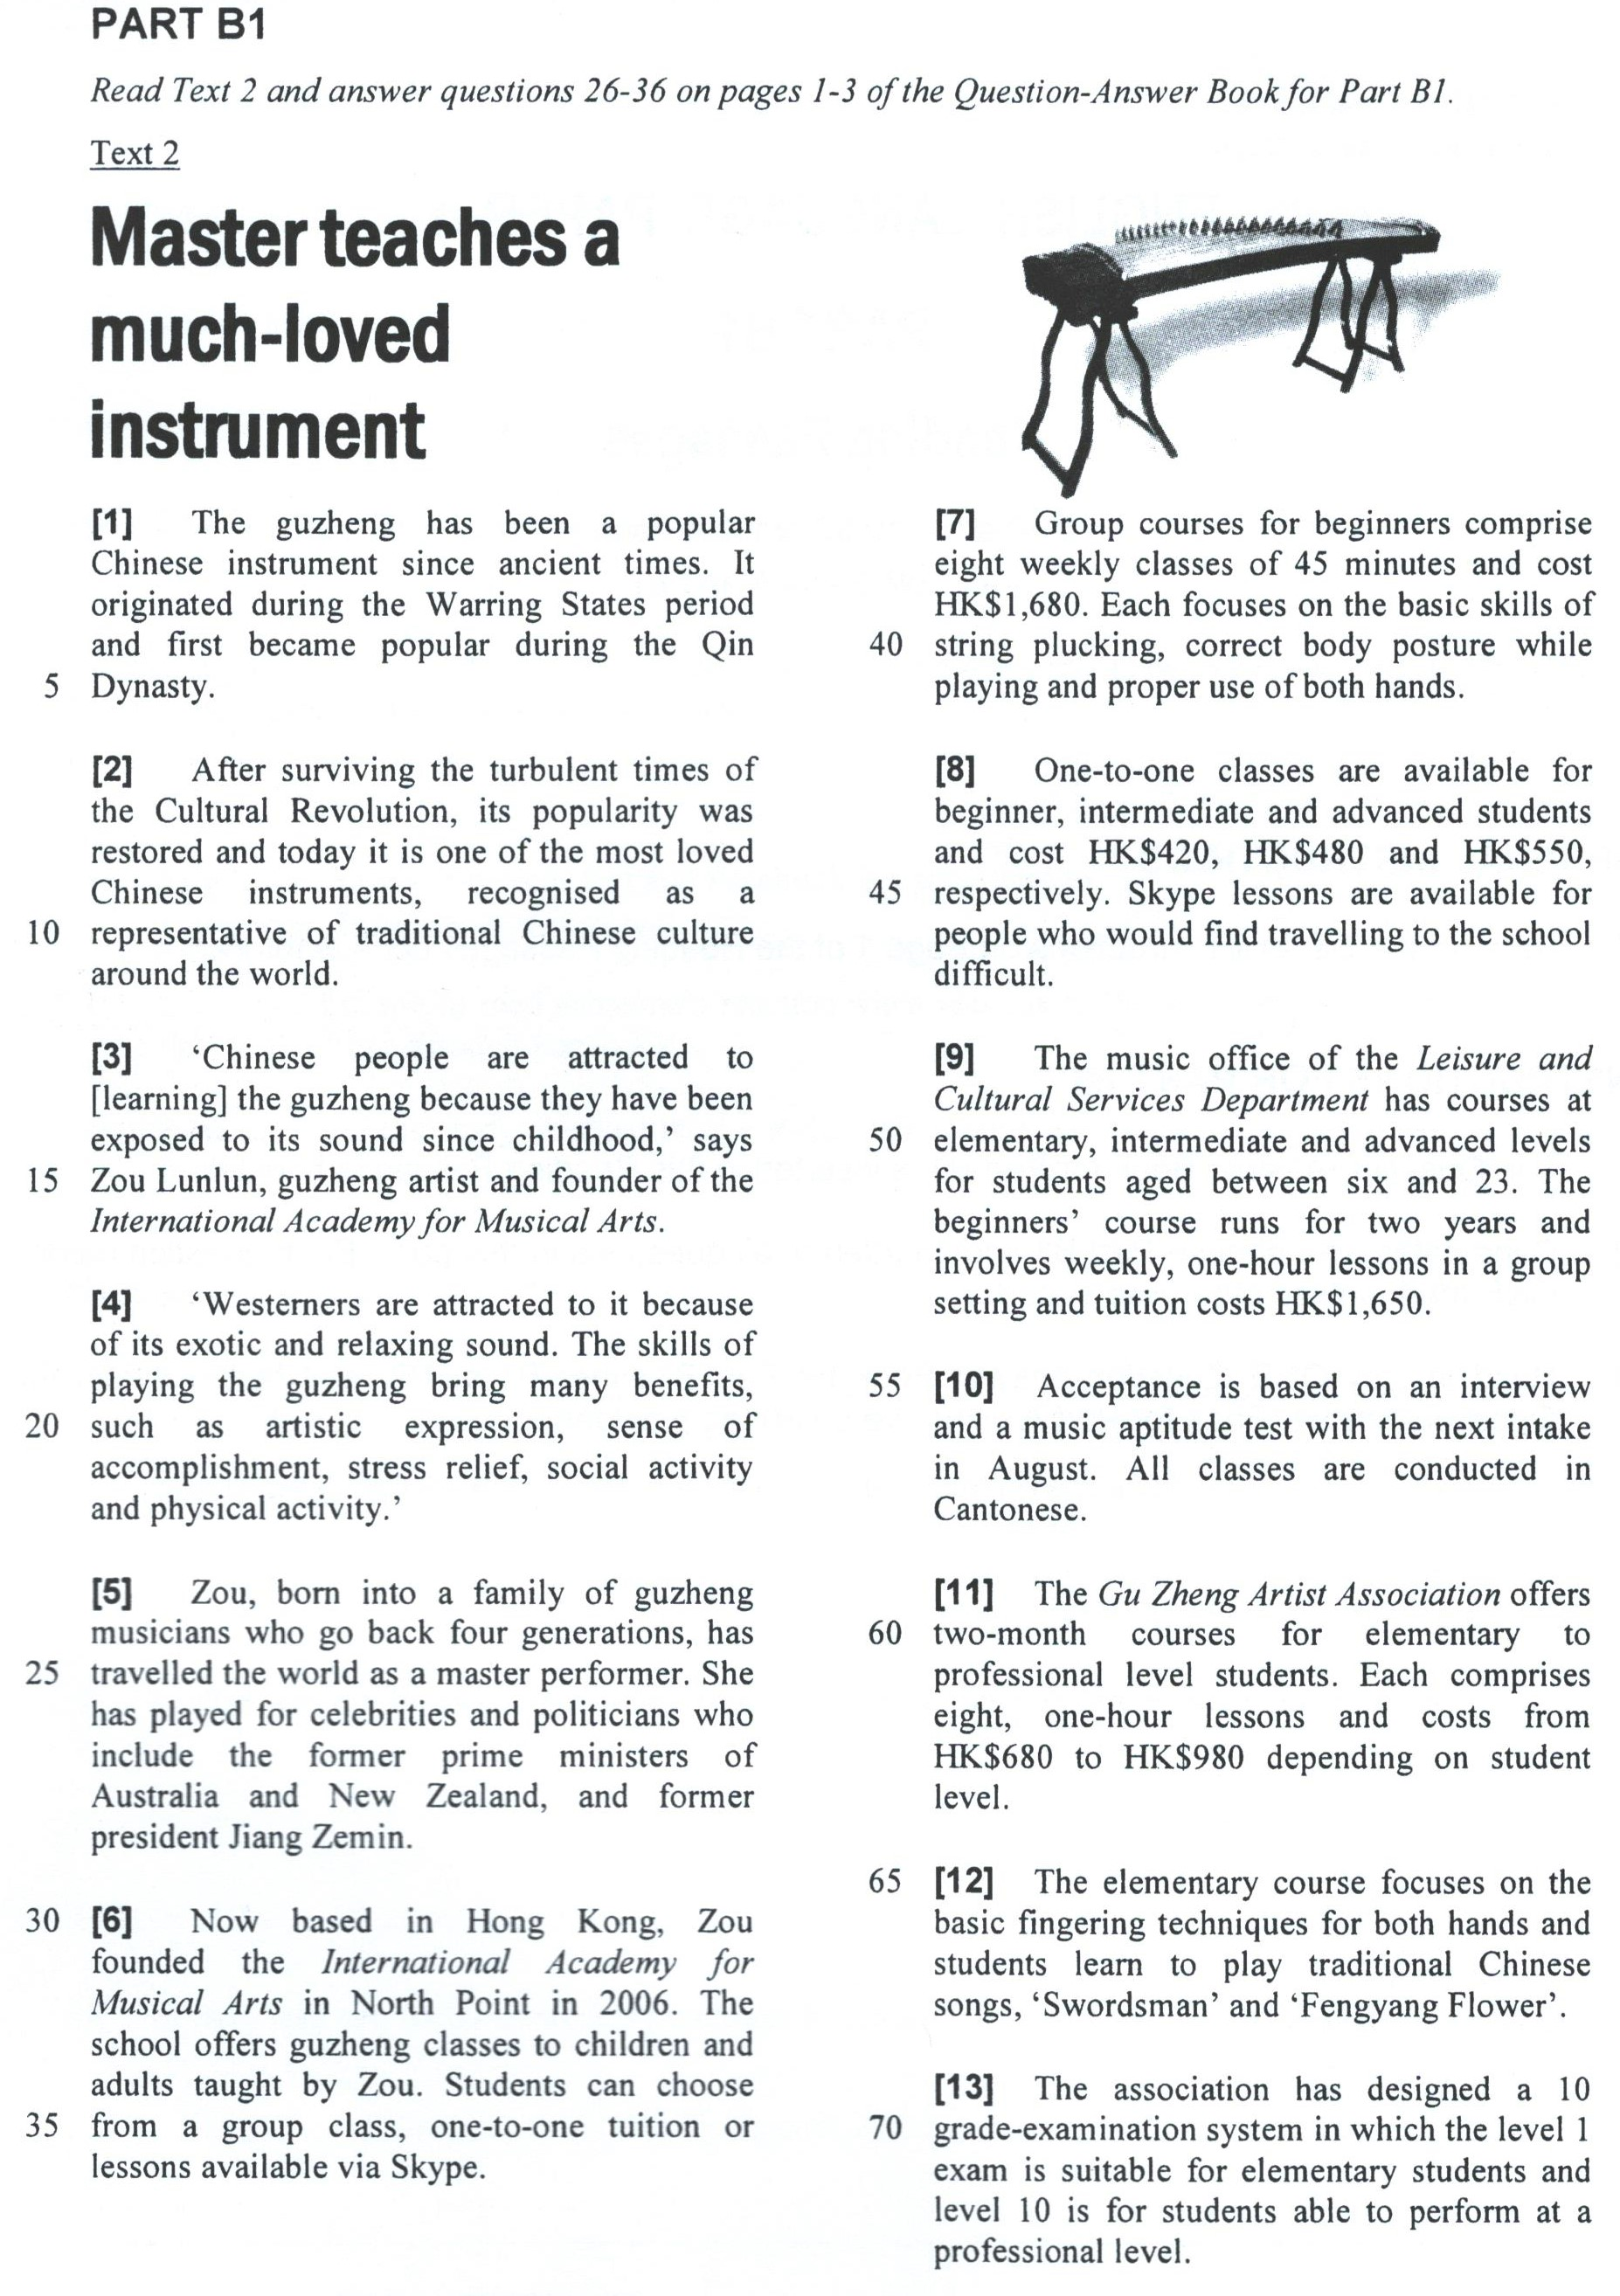 PART B1
Read Text 2 and answer questions 26-36 on pages 1-3 of the Question-Answer Book for Part B1.
Text 2
Master teaches a
much-loved
instrument
[1] The guzheng has been a popular
Chinese instrument since ancient times. It
originated during the Warring States period
and first became popular during the Qin
5 Dynasty.
[2] After surviving the turbulent times of
the Cultural Revolution, its popularity was
restored and today it is one of the most loved
Chinese instruments, recognised as a
10 representative of traditional Chinese culture
around the world.
[3] ‘Chinese people are attracted to
[learning] the guzheng because they have been
exposed to its sound since childhood,’ says
15 Zou Lunlun, guzheng artist and founder of the
International Academy for Musical Arts.
[4] ‘Westerners are attracted to it because
of its exotic and relaxing sound. The skills of
playing the guzheng bring many benefits,
20 such as artistic expression, sense of
accomplishment, stress relief, social activity
and physical activity.’
[5] Zou, born into a family of guzheng
musicians who go back four generations, has
25 travelled the world as a master performer. She
has played for celebrities and politicians who
include the former prime ministers of
Australia and New Zealand, and former
president Jiang Zemin.
30 [6] Now based in Hong Kong, Zou
founded the International Academy for
Musical Arts in North Point in 2006. The
school offers guzheng classes to children and
adults taught by Zou. Students can choose
35 from a group class, one-to-one tuition or
lessons available via Skype.
[7] Group courses for beginners comprise
eight weekly classes of 45 minutes and cost
HK$1,680. Each focuses on the basic skills of
40 string plucking, correct body posture while
playing and proper use of both hands.
[8] One-to-one classes are available for
beginner, intermediate and advanced students
and cost HK$420, HK$480 and HK$550,
45 respectively. Skype lessons are available for
people who would find travelling to the school
difficult.
[9] The music office of the Leisure and
Cultural Services Department has courses at
50 elementary, intermediate and advanced levels
for students aged between six and 23. The
beginners’ course runs for two years and
involves weekly, one-hour lessons in a group
setting and tuition costs HK$1,650.
55 [10] Acceptance is based on an interview
and a music aptitude test with the next intake
in August. All classes are conducted in
Cantonese.
[11] The Gu Zheng Artist Association offers
60 two-month courses for elementary to
professional level students. Each comprises
eight, one-hour lessons and costs from
HK$680 to HK$980 depending on student
level.
65 [12] The elementary course focuses on the
basic fingering techniques for both hands and
students learn to play traditional Chinese
songs, ‘Swordsman’ and ‘Fengyang Flower’.
[13] The association has designed a 10
70 grade-examination system in which the level 1
exam is suitable for elementary students and
level 10 is for students able to perform at a
professional level.